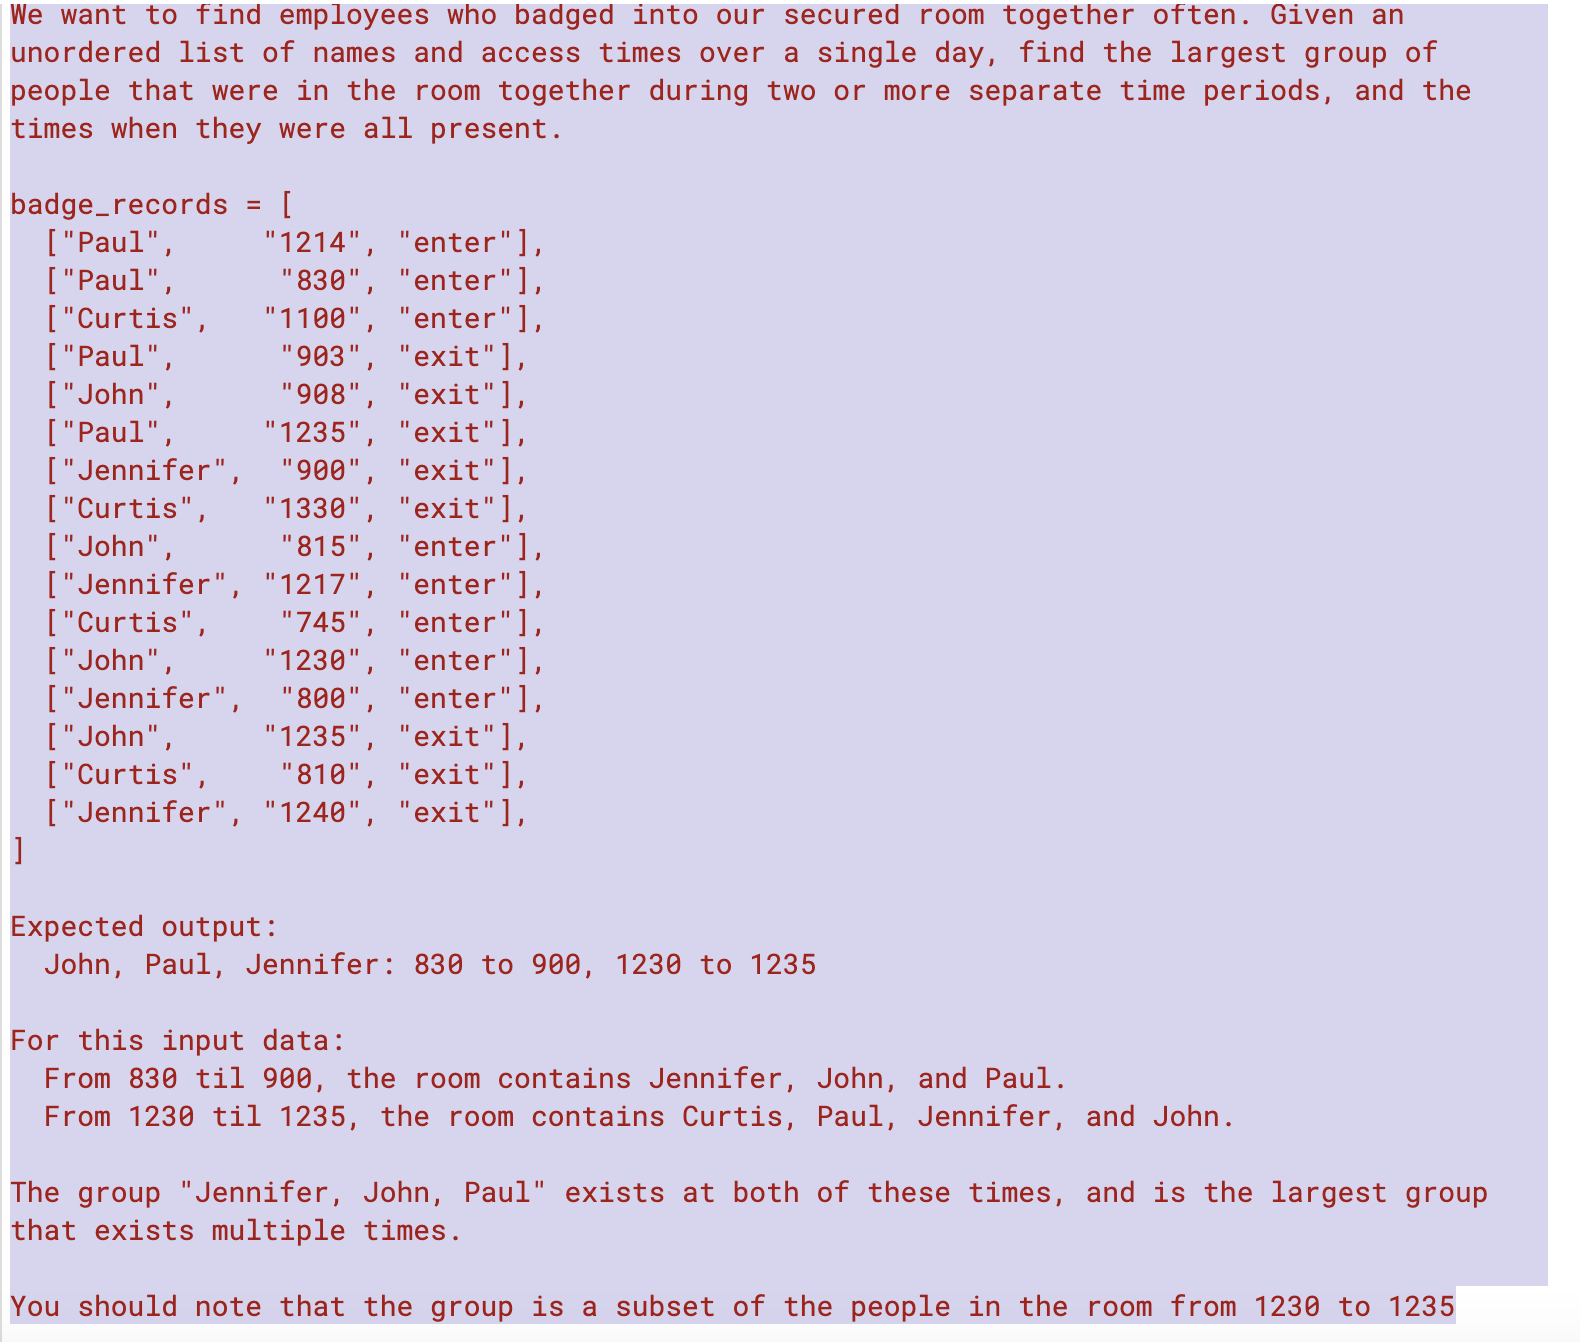 We want to find employees who badged into our secured room together often. Given an
unordered list of names and access times over a single day, find the largest group of
people that were in the room together during two or more separate time periods, and the
times when they were all present.

badge_records = [
  ["Paul",     "1214", "enter"],
  ["Paul",      "830", "enter"],
  ["Curtis",   "1100", "enter"],
  ["Paul",      "903", "exit"],
  ["John",      "908", "exit"],
  ["Paul",     "1235", "exit"],
  ["Jennifer",  "900", "exit"],
  ["Curtis",   "1330", "exit"],
  ["John",      "815", "enter"],
  ["Jennifer", "1217", "enter"],
  ["Curtis",    "745", "enter"],
  ["John",     "1230", "enter"],
  ["Jennifer",  "800", "enter"],
  ["John",     "1235", "exit"],
  ["Curtis",    "810", "exit"],
  ["Jennifer", "1240", "exit"],
]

Expected output:
  John, Paul, Jennifer: 830 to 900, 1230 to 1235

For this input data:
  From 830 til 900, the room contains Jennifer, John, and Paul.
  From 1230 til 1235, the room contains Curtis, Paul, Jennifer, and John.

The group "Jennifer, John, Paul" exists at both of these times, and is the largest group
that exists multiple times.

You should note that the group is a subset of the people in the room from 1230 to 1235